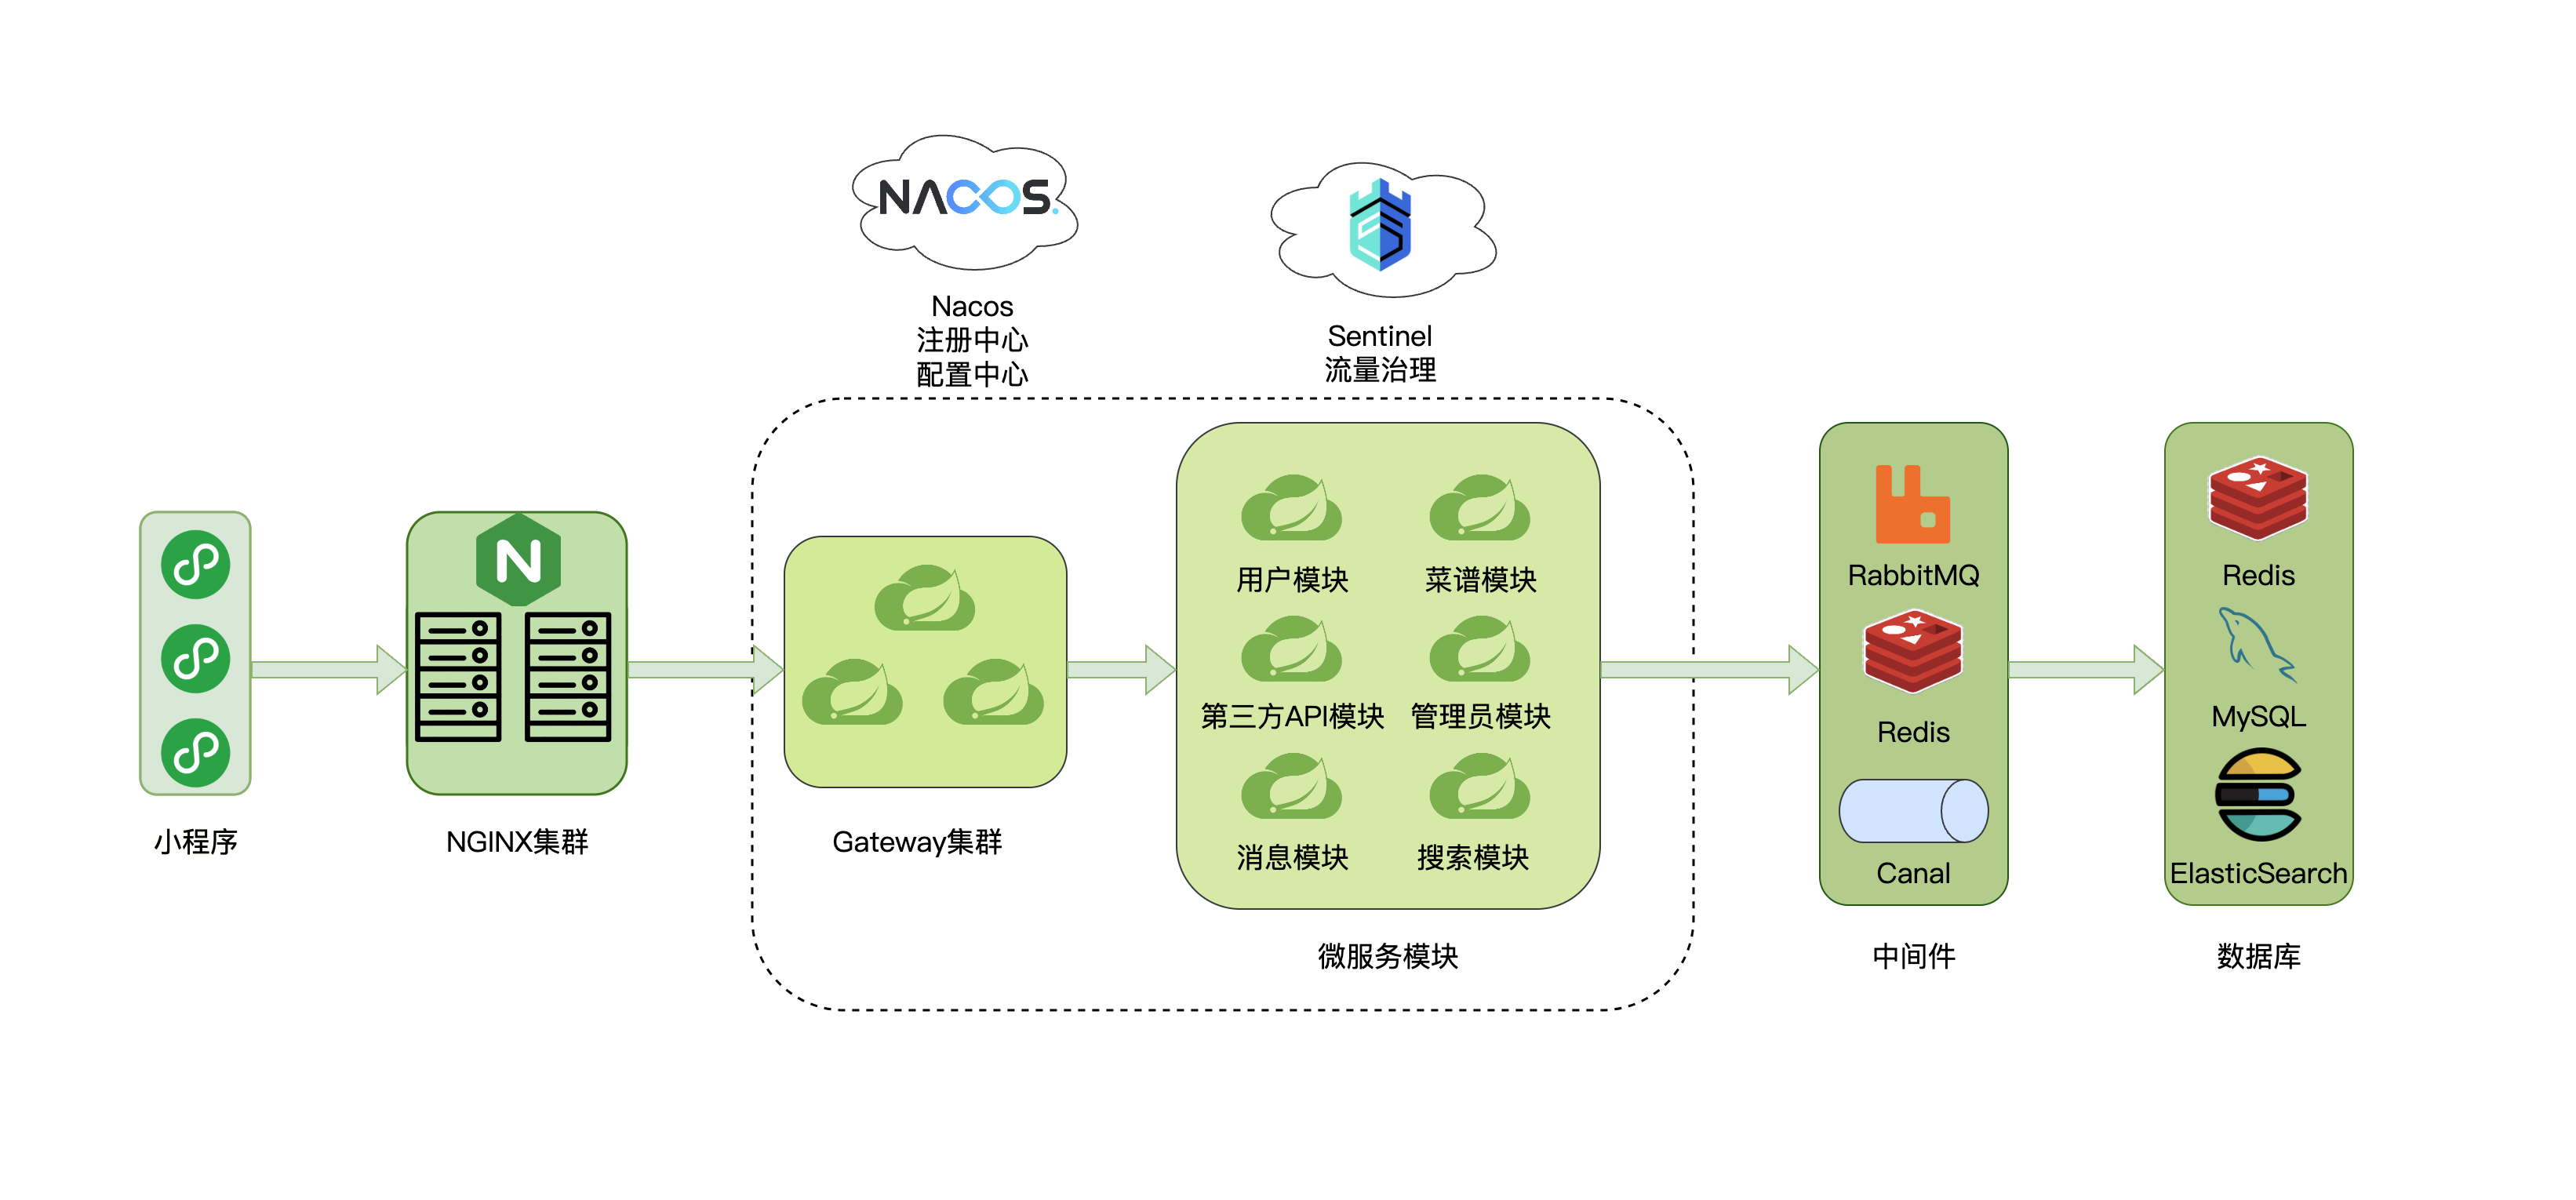 NACOS.
Nacos
注册中心
配置中心
Sentinel
流量治理
小程序
N
NGINX集群
Gateway集群
用户模块
菜谱模块
第三方API模块
管理员模块
消息模块
搜索模块
微服务模块
RabbitMQ
Redis
Canal
中间件
Redis
MySQL
ElasticSearch
数据库